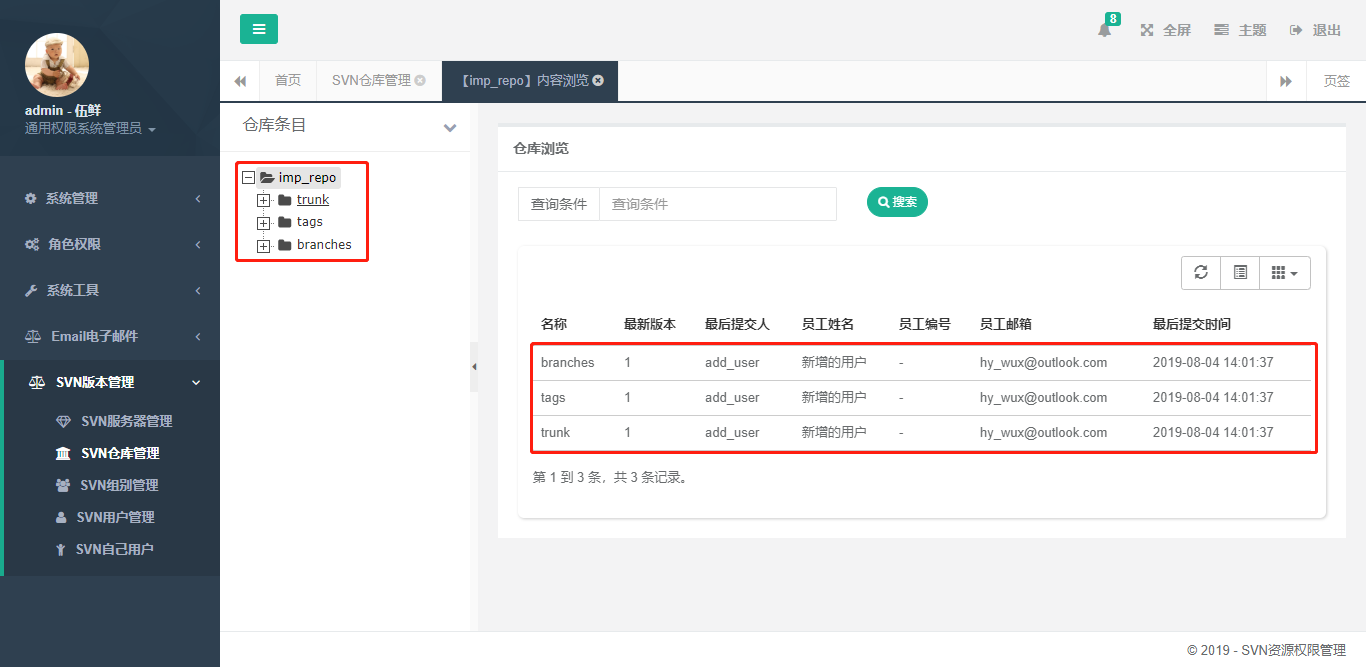 admin - 伍鲜
通用权限系统管理员
系统管理
角色权限
系统工具
Email电子邮件
SVN版本管理
SVN服务器管理
SVN仓库管理
SVN组别管理
SVN用户管理
SVN自己用户
8
全屏
主题
退出
首页
SVN仓库管理
【imp_repo】内容浏览
页签
仓库条目
imp_repo
trunk
tags
branches
仓库浏览
查询条件 查询条件 搜索
名称 最新版本 最后提交人 员工姓名 员工编号 员工邮箱 最后提交时间
branches 1 add_user 新增的用户 - hy_wux@outlook.com 2019-08-04 14:01:37
tags 1 add_user 新增的用户 - hy_wux@outlook.com 2019-08-04 14:01:37
trunk 1 add_user 新增的用户 - hy_wux@outlook.com 2019-08-04 14:01:37
第 1 到 3 条，共 3 条记录。
© 2019 - SVN资源权限管理